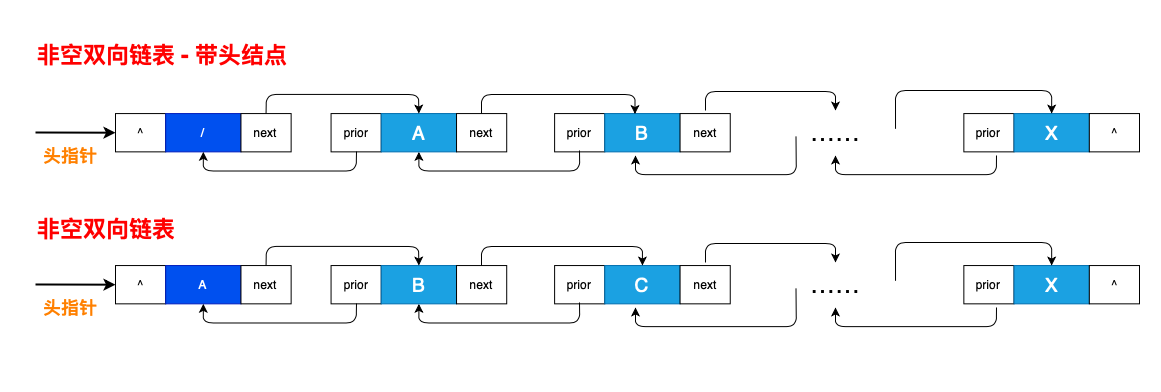 非空双向链表 - 带头结点
^ / next prior A next prior B next ...... prior X ^
头指针
非空双向链表
^ A next prior B next prior C next ...... prior X ^
头指针